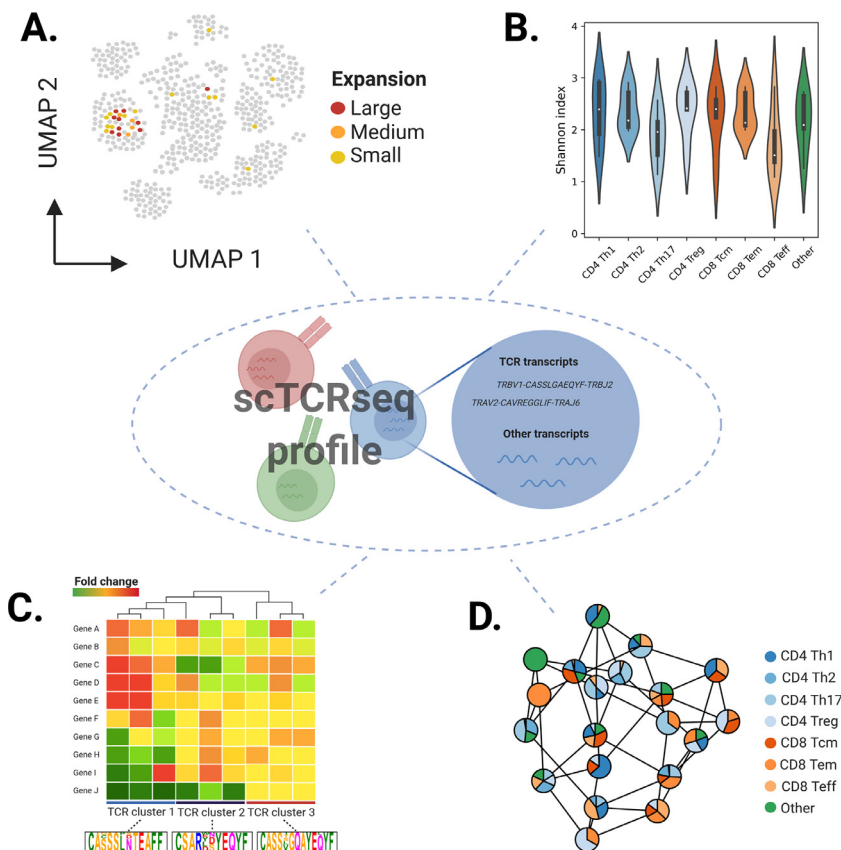 A.
UMAP 2
UMAP 1
Expansion
Large
Medium
Small
B.
Shannon index
4
3
2
1
0
CD4 Th1
CD4 Th2
CD4 Th17
CD4 Treg
CD8 Tcm
CD8 Tem
CD8 Teff
Other
scTCRseq
profile
TCR transcripts
TRBV1-CASSLGAEQYF-TRBJ2
TRAV2-CAVREGGLIF-TRAJ6
Other transcripts
C.
Fold change
Gene A
Gene B
Gene C
Gene D
Gene E
Gene F
Gene G
Gene H
Gene I
Gene J
TCR cluster 1 TCR cluster 2 TCR cluster 3
D.
CD4 Th1
CD4 Th2
CD4 Th17
CD4 Treg
CD8 Tcm
CD8 Tem
CD8 Teff
Other